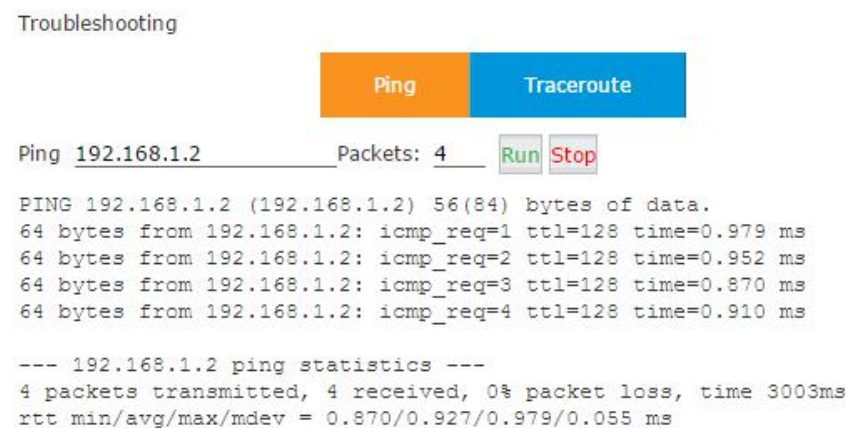 Troubleshooting
Ping Traceroute
Ping 192.168.1.2 Packets: 4 Run Stop
PING 192.168.1.2 (192.168.1.2) 56(84) bytes of data.
64 bytes from 192.168.1.2: icmp_req=1 ttl=128 time=0.979 ms
64 bytes from 192.168.1.2: icmp_req=2 ttl=128 time=0.952 ms
64 bytes from 192.168.1.2: icmp_req=3 ttl=128 time=0.870 ms
64 bytes from 192.168.1.2: icmp_req=4 ttl=128 time=0.910 ms
--- 192.168.1.2 ping statistics ---
4 packets transmitted, 4 received, 0% packet loss, time 3003ms
rtt min/avg/max/mdev = 0.870/0.927/0.979/0.055 ms